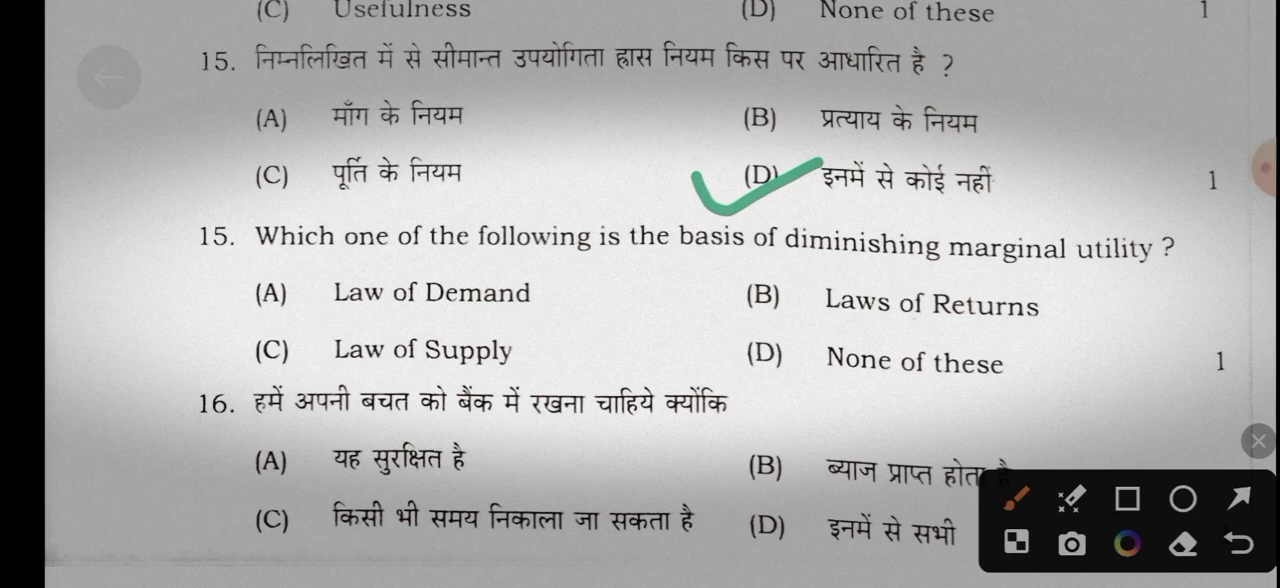 (C) Usefulness (D) None of these 1
15. निम्नलिखित में से सीमान्त उपयोगिता ह्रास नियम किस पर आधारित है ?
(A) माँग के नियम (B) प्रत्याय के नियम
(C) पूर्ति के नियम (D) इनमें से कोई नहीं 1
15. Which one of the following is the basis of diminishing marginal utility ?
(A) Law of Demand (B) Laws of Returns
(C) Law of Supply (D) None of these 1
16. हमें अपनी बचत को बैंक में रखना चाहिये क्योंकि
(A) यह सुरक्षित है (B) ब्याज प्राप्त होता है
(C) किसी भी समय निकाला जा सकता है (D) इनमें से सभी